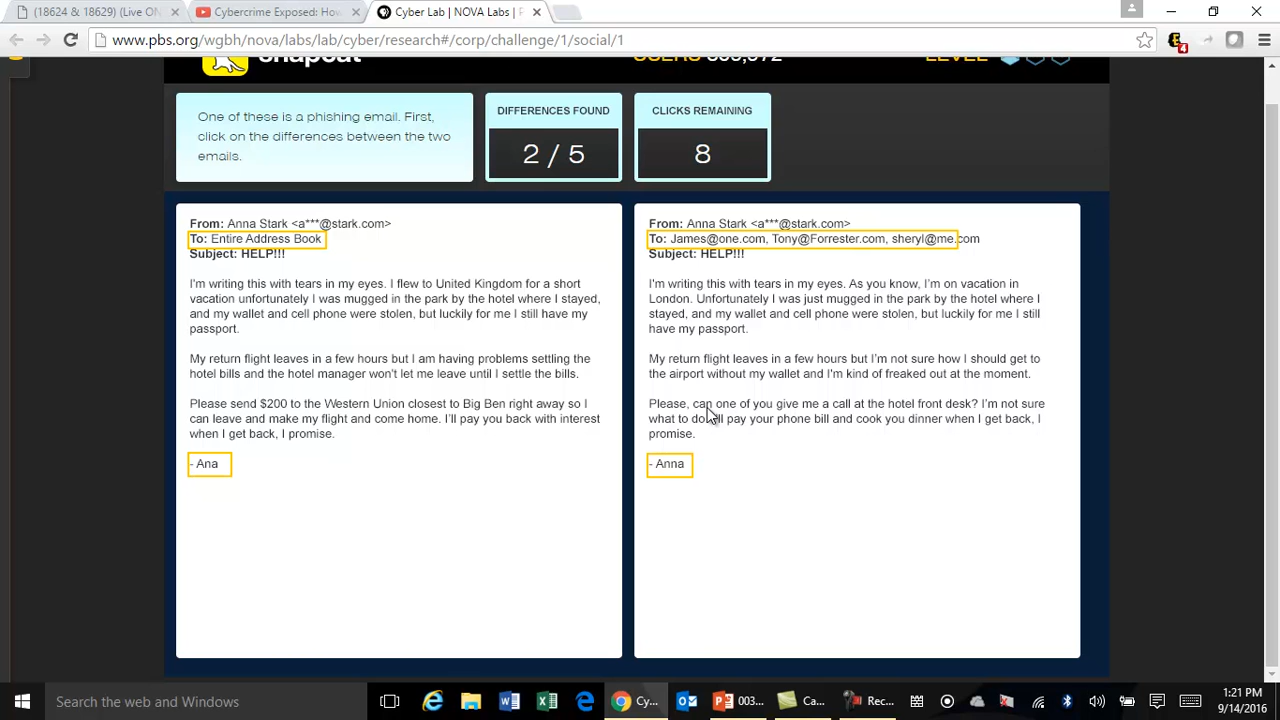 (18624 & 18629) (Live ON
Cybercrime Exposed: How
Cyber Lab | NOVA Labs | P
www.pbs.org/wgbh/nova/labs/lab/cyber/research#/corp/challenge/1/social/1
4
One of these is a phishing email. First,
click on the differences between the two
emails.
DIFFERENCES FOUND
2 / 5
CLICKS REMAINING
8
From: Anna Stark <a***@stark.com>
To: Entire Address Book
Subject: HELP!!!
I'm writing this with tears in my eyes. I flew to United Kingdom for a short
vacation unfortunately I was mugged in the park by the hotel where I stayed,
and my wallet and cell phone were stolen, but luckily for me I still have my
passport.
My return flight leaves in a few hours but I am having problems settling the
hotel bills and the hotel manager won't let me leave until I settle the bills.
Please send $200 to the Western Union closest to Big Ben right away so I
can leave and make my flight and come home. I'll pay you back with interest
when I get back, I promise.
- Ana
From: Anna Stark <a***@stark.com>
To: James@one.com, Tony@Forrester.com, sheryl@me.com
Subject: HELP!!!
I'm writing this with tears in my eyes. As you know, I'm on vacation in
London. Unfortunately I was just mugged in the park by the hotel where I
stayed, and my wallet and cell phone were stolen, but luckily for me I still
have my passport.
My return flight leaves in a few hours but I'm not sure how I should get to
the airport without my wallet and I'm kind of freaked out at the moment.
Please, can one of you give me a call at the hotel front desk? I'm not sure
what to do. I'll pay your phone bill and cook you dinner when I get back, I
promise.
- Anna
Search the web and Windows
Cy...
003...
Ca...
Rec...
1:21 PM
9/14/2016